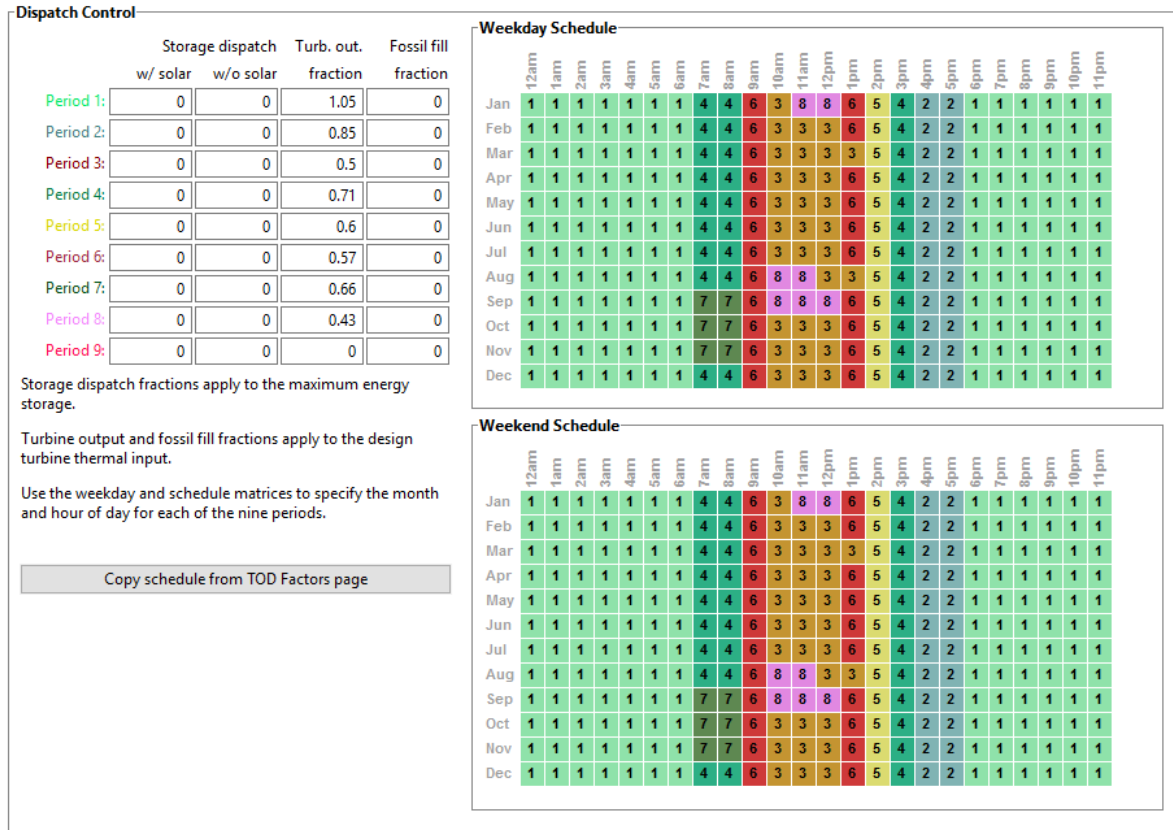 Dispatch Control
Storage dispatch Turb. out. Fossil fill
w/ solar w/o solar fraction fraction
Period 1: 0 0 1.05 0
Period 2: 0 0 0.85 0
Period 3: 0 0 0.5 0
Period 4: 0 0 0.71 0
Period 5: 0 0 0.6 0
Period 6: 0 0 0.57 0
Period 7: 0 0 0.66 0
Period 8: 0 0 0.43 0
Period 9: 0 0 0 0
Storage dispatch fractions apply to the maximum energy
storage.
Turbine output and fossil fill fractions apply to the design
turbine thermal input.
Use the weekday and schedule matrices to specify the month
and hour of day for each of the nine periods.
Copy schedule from TOD Factors page
Weekday Schedule
12am 1am 2am 3am 4am 5am 6am 7am 8am 9am 10am 11am 12pm 1pm 2pm 3pm 4pm 5pm 6pm 7pm 8pm 9pm 10pm 11pm
Jan 1 1 1 1 1 1 1 4 4 6 3 8 8 6 5 4 2 2 1 1 1 1 1 1
Feb 1 1 1 1 1 1 1 4 4 6 3 3 3 6 5 4 2 2 1 1 1 1 1 1
Mar 1 1 1 1 1 1 1 4 4 6 3 3 3 3 5 4 2 2 1 1 1 1 1 1
Apr 1 1 1 1 1 1 1 4 4 6 3 3 3 6 5 4 2 2 1 1 1 1 1 1
May 1 1 1 1 1 1 1 4 4 6 3 3 3 6 5 4 2 2 1 1 1 1 1 1
Jun 1 1 1 1 1 1 1 4 4 6 3 3 3 6 5 4 2 2 1 1 1 1 1 1
Jul 1 1 1 1 1 1 1 4 4 6 3 3 3 6 5 4 2 2 1 1 1 1 1 1
Aug 1 1 1 1 1 1 1 4 4 6 8 8 3 3 5 4 2 2 1 1 1 1 1 1
Sep 1 1 1 1 1 1 1 7 7 6 8 8 8 6 5 4 2 2 1 1 1 1 1 1
Oct 1 1 1 1 1 1 1 7 7 6 3 3 3 6 5 4 2 2 1 1 1 1 1 1
Nov 1 1 1 1 1 1 1 7 7 6 3 3 3 6 5 4 2 2 1 1 1 1 1 1
Dec 1 1 1 1 1 1 1 4 4 6 3 3 3 6 5 4 2 2 1 1 1 1 1 1
Weekend Schedule
12am 1am 2am 3am 4am 5am 6am 7am 8am 9am 10am 11am 12pm 1pm 2pm 3pm 4pm 5pm 6pm 7pm 8pm 9pm 10pm 11pm
Jan 1 1 1 1 1 1 1 4 4 6 3 8 8 6 5 4 2 2 1 1 1 1 1 1
Feb 1 1 1 1 1 1 1 4 4 6 3 3 3 6 5 4 2 2 1 1 1 1 1 1
Mar 1 1 1 1 1 1 1 4 4 6 3 3 3 3 5 4 2 2 1 1 1 1 1 1
Apr 1 1 1 1 1 1 1 4 4 6 3 3 3 6 5 4 2 2 1 1 1 1 1 1
May 1 1 1 1 1 1 1 4 4 6 3 3 3 6 5 4 2 2 1 1 1 1 1 1
Jun 1 1 1 1 1 1 1 4 4 6 3 3 3 6 5 4 2 2 1 1 1 1 1 1
Jul 1 1 1 1 1 1 1 4 4 6 3 3 3 6 5 4 2 2 1 1 1 1 1 1
Aug 1 1 1 1 1 1 1 4 4 6 8 8 3 3 5 4 2 2 1 1 1 1 1 1
Sep 1 1 1 1 1 1 1 7 7 6 8 8 8 6 5 4 2 2 1 1 1 1 1 1
Oct 1 1 1 1 1 1 1 7 7 6 3 3 3 6 5 4 2 2 1 1 1 1 1 1
Nov 1 1 1 1 1 1 1 7 7 6 3 3 3 6 5 4 2 2 1 1 1 1 1 1
Dec 1 1 1 1 1 1 1 4 4 6 3 3 3 6 5 4 2 2 1 1 1 1 1 1